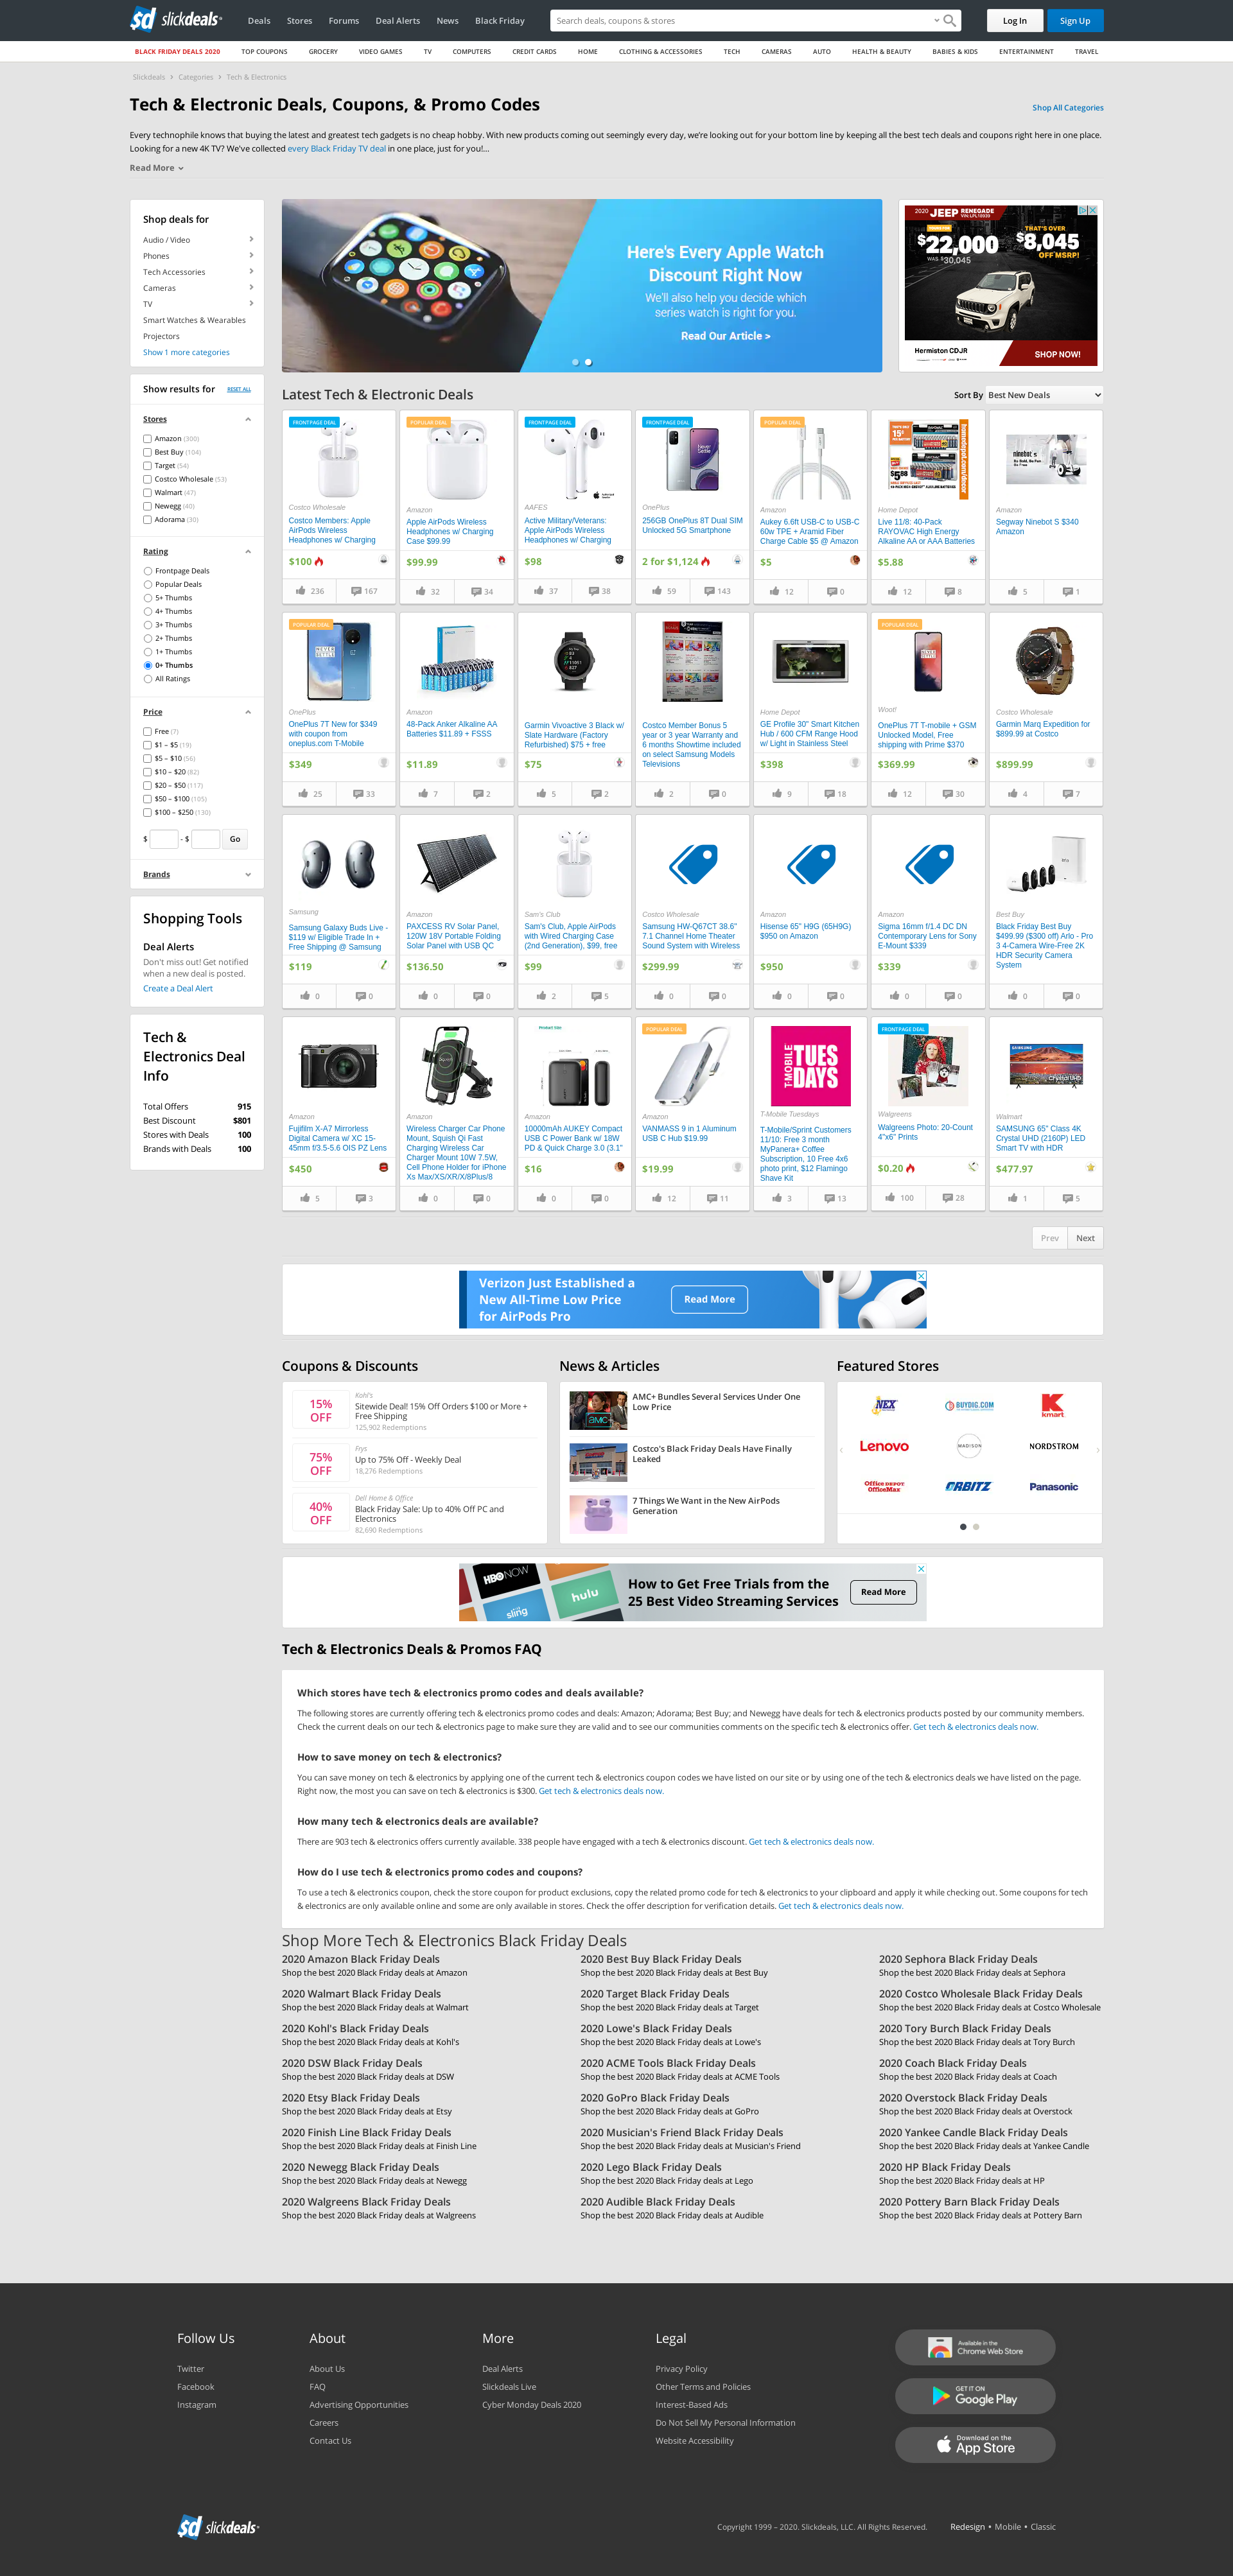 slickdeals
Deals Stores Forums Deal Alerts News Black Friday
Search deals, coupons & stores
Log In
Sign Up
BLACK FRIDAY DEALS 2020 TOP COUPONS GROCERY VIDEO GAMES TV COMPUTERS CREDIT CARDS HOME CLOTHING & ACCESSORIES TECH CAMERAS AUTO HEALTH & BEAUTY BABIES & KIDS ENTERTAINMENT TRAVEL
Slickdeals > Categories > Tech & Electronics
Tech & Electronic Deals, Coupons, & Promo Codes
Shop All Categories
Every technophile knows that buying the latest and greatest tech gadgets is no cheap hobby. With new products coming out seemingly every day, we're looking out for your bottom line by keeping all the best tech deals and coupons right here in one place.
Looking for a new 4K TV? We've collected every Black Friday TV deal in one place, just for you!...
Read More
Shop deals for
Audio / Video
Phones
Tech Accessories
Cameras
TV
Smart Watches & Wearables
Projectors
Show 1 more categories
Show results for
RESET ALL
Stores
Amazon (300)
Best Buy (104)
Target (54)
Costco Wholesale (53)
Walmart (47)
Newegg (40)
Adorama (30)
Rating
Frontpage Deals
Popular Deals
5+ Thumbs
4+ Thumbs
3+ Thumbs
2+ Thumbs
1+ Thumbs
0+ Thumbs
All Ratings
Price
Free (7)
$1 – $5 (19)
$5 – $10 (56)
$10 – $20 (82)
$20 – $50 (117)
$50 – $100 (105)
$100 – $250 (130)
$ - $ Go
Brands
Shopping Tools
Deal Alerts
Don't miss out! Get notified
when a new deal is posted.
Create a Deal Alert
Tech &
Electronics Deal
Info
Total Offers 915
Best Discount $801
Stores with Deals 100
Brands with Deals 100
Here's Every Apple Watch
Discount Right Now
We'll also help you decide which
series watch is right for you.
Read Our Article >
2020 JEEP RENEGADE
$22,000
WAS $30,045
THAT'S OVER
$8,045
OFF MSRP!
Hermiston CDJR
SHOP NOW!
Latest Tech & Electronic Deals
Sort By Best New Deals
FRONTPAGE DEAL
Costco Wholesale
Costco Members: Apple
AirPods Wireless
Headphones w/ Charging
$100
236 167
POPULAR DEAL
Amazon
Apple AirPods Wireless
Headphones w/ Charging
Case $99.99
$99.99
32 34
FRONTPAGE DEAL
AAFES
Active Military/Veterans:
Apple AirPods Wireless
Headphones w/ Charging
$98
37 38
FRONTPAGE DEAL
OnePlus
256GB OnePlus 8T Dual SIM
Unlocked 5G Smartphone
2 for $1,124
59 143
POPULAR DEAL
Amazon
Aukey 6.6ft USB-C to USB-C
60w TPE + Aramid Fiber
Charge Cable $5 @ Amazon
$5
12 0
homedepot.com/decor
Home Depot
Live 11/8: 40-Pack
RAYOVAC High Energy
Alkaline AA or AAA Batteries
$5.88
12 8
Amazon
Segway Ninebot S $340
Amazon
5 1
POPULAR DEAL
OnePlus
OnePlus 7T New for $349
with coupon from
oneplus.com T-Mobile
$349
25 33
Amazon
48-Pack Anker Alkaline AA
Batteries $11.89 + FSSS
$11.89
7 2
Garmin Vivoactive 3 Black w/
Slate Hardware (Factory
Refurbished) $75 + free
$75
5 2
Costco Member Bonus 5
year or 3 year Warranty and
6 months Showtime included
on select Samsung Models
Televisions
2 0
Home Depot
GE Profile 30" Smart Kitchen
Hub / 600 CFM Range Hood
w/ Light in Stainless Steel
$398
9 18
POPULAR DEAL
Woot!
OnePlus 7T T-mobile + GSM
Unlocked Model, Free
shipping with Prime $370
$369.99
12 30
Costco Wholesale
Garmin Marq Expedition for
$899.99 at Costco
$899.99
4 7
Samsung
Samsung Galaxy Buds Live -
$119 w/ Eligible Trade In +
Free Shipping @ Samsung
$119
0 0
Amazon
PAXCESS RV Solar Panel,
120W 18V Portable Folding
Solar Panel with USB QC
$136.50
0 0
Sam's Club
Sam's Club, Apple AirPods
with Wired Charging Case
(2nd Generation), $99, free
$99
2 5
Costco Wholesale
Samsung HW-Q67CT 38.6"
7.1 Channel Home Theater
Sound System with Wireless
$299.99
0 0
Amazon
Hisense 65" H9G (65H9G)
$950 on Amazon
$950
0 0
Amazon
Sigma 16mm f/1.4 DC DN
Contemporary Lens for Sony
E-Mount $339
$339
0 0
Best Buy
Black Friday Best Buy
$499.99 ($300 off) Arlo - Pro
3 4-Camera Wire-Free 2K
HDR Security Camera
System
0 0
Amazon
Fujifilm X-A7 Mirrorless
Digital Camera w/ XC 15-
45mm f/3.5-5.6 OIS PZ Lens
$450
5 3
Amazon
Wireless Charger Car Phone
Mount, Squish Qi Fast
Charging Wireless Car
Charger Mount 10W 7.5W,
Cell Phone Holder for iPhone
Xs Max/XS/XR/X/8Plus/8
0 0
Amazon
10000mAh AUKEY Compact
USB C Power Bank w/ 18W
PD & Quick Charge 3.0 (3.1"
$16
0 0
POPULAR DEAL
Amazon
VANMASS 9 in 1 Aluminum
USB C Hub $19.99
$19.99
12 11
T-MOBILE TUESDAYS
T-Mobile Tuesdays
T-Mobile/Sprint Customers
11/10: Free 3 month
MyPanera+ Coffee
Subscription, 10 Free 4x6
photo print, $12 Flamingo
Shave Kit
3 13
FRONTPAGE DEAL
Walgreens
Walgreens Photo: 20-Count
4"x6" Prints
$0.20
100 28
Walmart
SAMSUNG 65" Class 4K
Crystal UHD (2160P) LED
Smart TV with HDR
$477.97
1 5
Prev Next
Verizon Just Established a
New All-Time Low Price
for AirPods Pro
Read More
Coupons & Discounts
15%
OFF
Kohl's
Sitewide Deal! 15% Off Orders $100 or More +
Free Shipping
125,902 Redemptions
75%
OFF
Frys
Up to 75% Off - Weekly Deal
18,276 Redemptions
40%
OFF
Dell Home & Office
Black Friday Sale: Up to 40% Off PC and
Electronics
82,690 Redemptions
News & Articles
AMC+ Bundles Several Services Under One
Low Price
Costco's Black Friday Deals Have Finally
Leaked
7 Things We Want in the New AirPods
Generation
Featured Stores
NEX BUYDIG.COM kmart
Lenovo MADISON NORDSTROM
Office DEPOT OfficeMax ORBITZ Panasonic
HBO NOW
hulu
sling
How to Get Free Trials from the
25 Best Video Streaming Services
Read More
Tech & Electronics Deals & Promos FAQ
Which stores have tech & electronics promo codes and deals available?
The following stores are currently offering tech & electronics promo codes and deals: Amazon; Adorama; Best Buy; and Newegg have deals for tech & electronics products posted by our community members.
Check the current deals on our tech & electronics page to make sure they are valid and to see our communities comments on the specific tech & electronics offer. Get tech & electronics deals now.
How to save money on tech & electronics?
You can save money on tech & electronics by applying one of the current tech & electronics coupon codes we have listed on our site or by using one of the tech & electronics deals we have listed on the page.
Right now, the most you can save on tech & electronics is $300. Get tech & electronics deals now.
How many tech & electronics deals are available?
There are 903 tech & electronics offers currently available. 338 people have engaged with a tech & electronics discount. Get tech & electronics deals now.
How do I use tech & electronics promo codes and coupons?
To use a tech & electronics coupon, check the store coupon for product exclusions, copy the related promo code for tech & electronics to your clipboard and apply it while checking out. Some coupons for tech
& electronics are only available online and some are only available in stores. Check the offer description for verification details. Get tech & electronics deals now.
Shop More Tech & Electronics Black Friday Deals
2020 Amazon Black Friday Deals
Shop the best 2020 Black Friday deals at Amazon
2020 Best Buy Black Friday Deals
Shop the best 2020 Black Friday deals at Best Buy
2020 Sephora Black Friday Deals
Shop the best 2020 Black Friday deals at Sephora
2020 Walmart Black Friday Deals
Shop the best 2020 Black Friday deals at Walmart
2020 Target Black Friday Deals
Shop the best 2020 Black Friday deals at Target
2020 Costco Wholesale Black Friday Deals
Shop the best 2020 Black Friday deals at Costco Wholesale
2020 Kohl's Black Friday Deals
Shop the best 2020 Black Friday deals at Kohl's
2020 Lowe's Black Friday Deals
Shop the best 2020 Black Friday deals at Lowe's
2020 Tory Burch Black Friday Deals
Shop the best 2020 Black Friday deals at Tory Burch
2020 DSW Black Friday Deals
Shop the best 2020 Black Friday deals at DSW
2020 ACME Tools Black Friday Deals
Shop the best 2020 Black Friday deals at ACME Tools
2020 Coach Black Friday Deals
Shop the best 2020 Black Friday deals at Coach
2020 Etsy Black Friday Deals
Shop the best 2020 Black Friday deals at Etsy
2020 GoPro Black Friday Deals
Shop the best 2020 Black Friday deals at GoPro
2020 Overstock Black Friday Deals
Shop the best 2020 Black Friday deals at Overstock
2020 Finish Line Black Friday Deals
Shop the best 2020 Black Friday deals at Finish Line
2020 Musician's Friend Black Friday Deals
Shop the best 2020 Black Friday deals at Musician's Friend
2020 Yankee Candle Black Friday Deals
Shop the best 2020 Black Friday deals at Yankee Candle
2020 Newegg Black Friday Deals
Shop the best 2020 Black Friday deals at Newegg
2020 Lego Black Friday Deals
Shop the best 2020 Black Friday deals at Lego
2020 HP Black Friday Deals
Shop the best 2020 Black Friday deals at HP
2020 Walgreens Black Friday Deals
Shop the best 2020 Black Friday deals at Walgreens
2020 Audible Black Friday Deals
Shop the best 2020 Black Friday deals at Audible
2020 Pottery Barn Black Friday Deals
Shop the best 2020 Black Friday deals at Pottery Barn
Follow Us
Twitter
Facebook
Instagram
About
About Us
FAQ
Advertising Opportunities
Careers
Contact Us
More
Deal Alerts
Slickdeals Live
Cyber Monday Deals 2020
Legal
Privacy Policy
Other Terms and Policies
Interest-Based Ads
Do Not Sell My Personal Information
Website Accessibility
Available in the
Chrome Web Store
GET IT ON
Google Play
Download on the
App Store
slickdeals
Copyright 1999 – 2020. Slickdeals, LLC. All Rights Reserved.
Redesign • Mobile • Classic